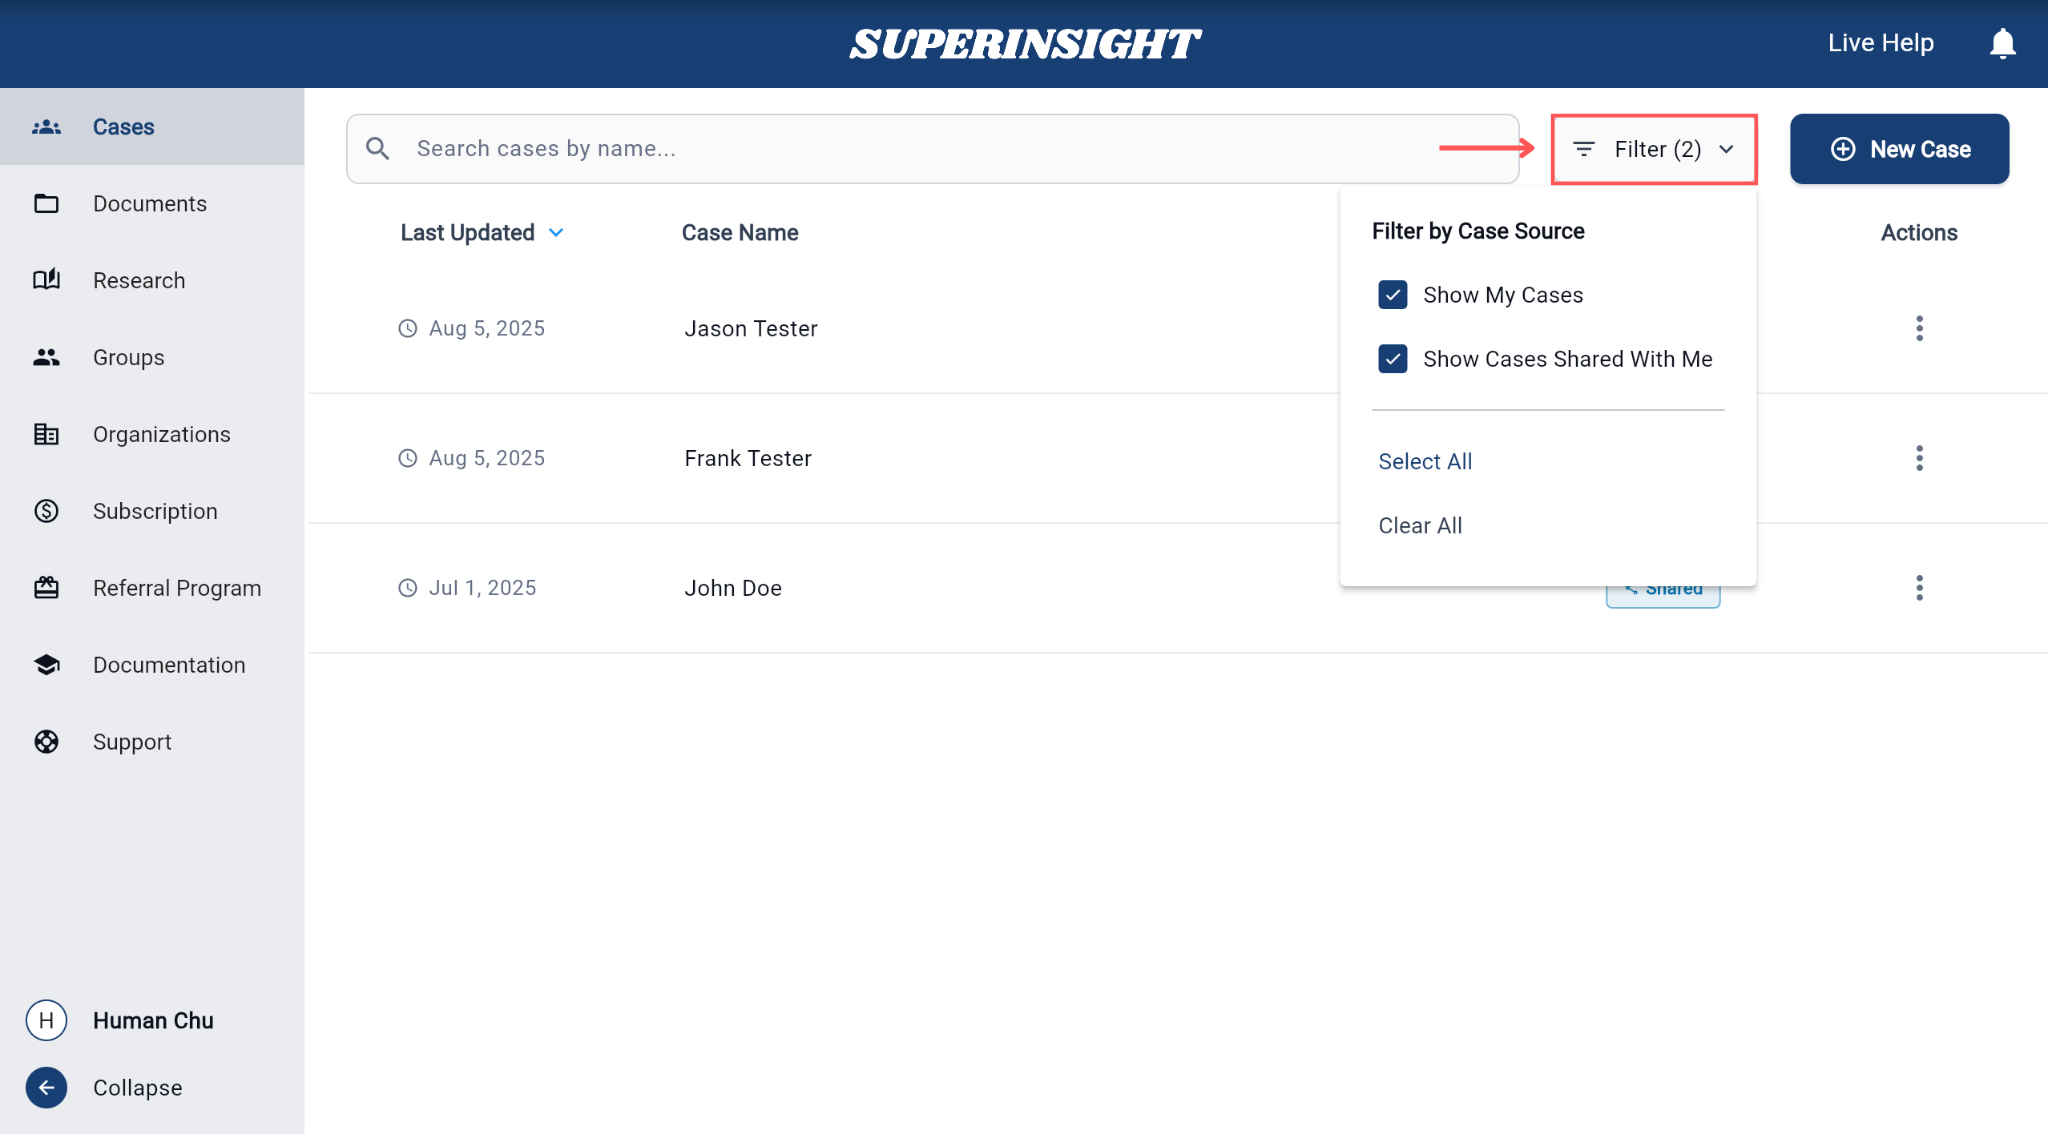 SUPERINSIGHT
Live Help
Cases
Documents
Research
Groups
Organizations
Subscription
Referral Program
Documentation
Support
H
Human Chu
Collapse
Search cases by name...
Filter (2)
New Case
Last Updated
Case Name
Actions
Aug 5, 2025
Jason Tester
Aug 5, 2025
Frank Tester
Jul 1, 2025
John Doe
Shared
Filter by Case Source
Show My Cases
Show Cases Shared With Me
Select All
Clear All